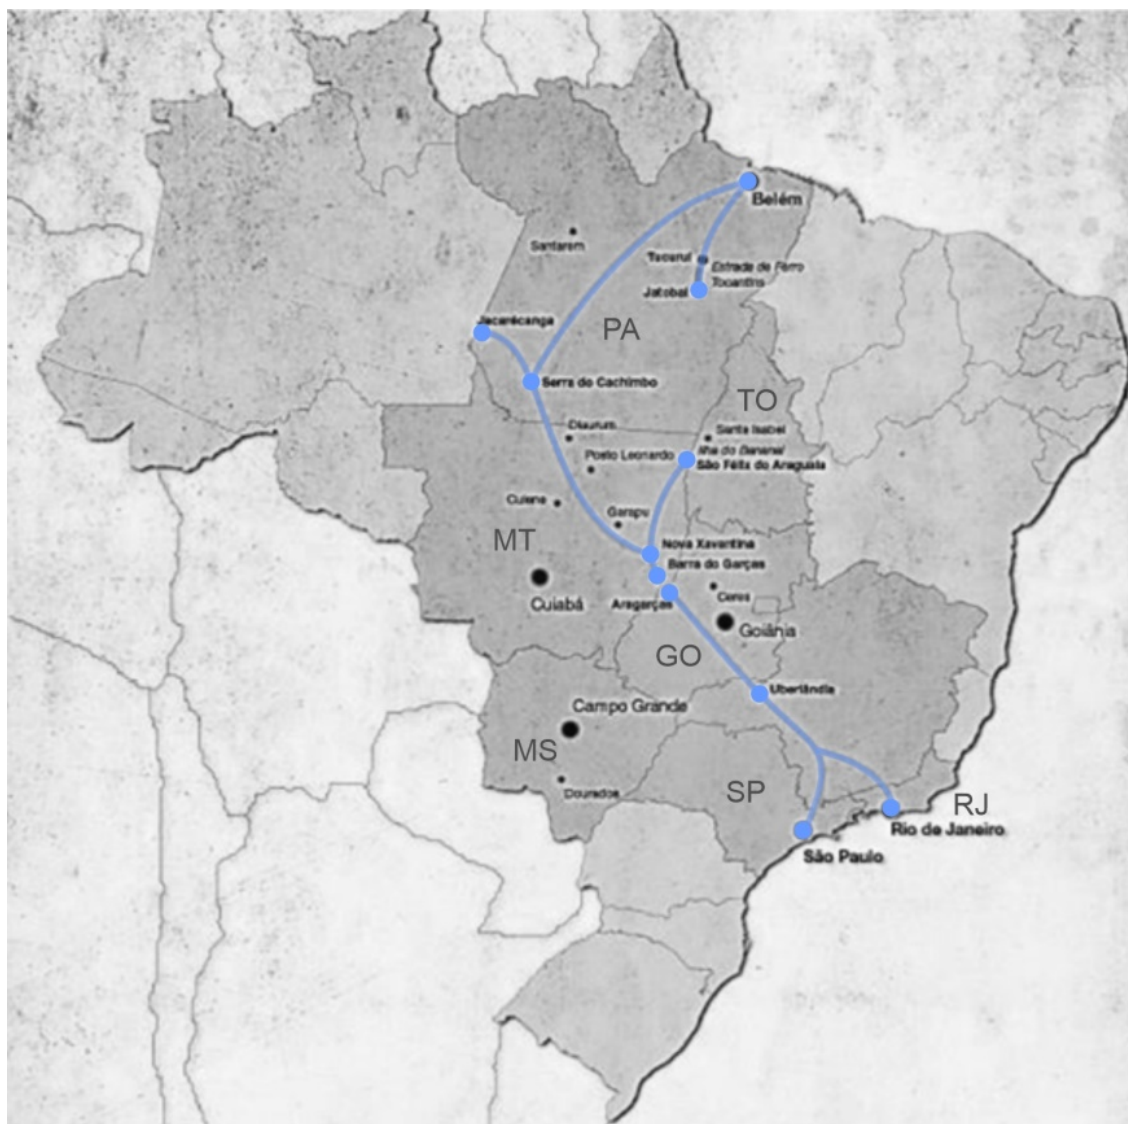 Belém
Santarem
Tucuruí
Estrada de Ferro
Tocantins
Jatobal
Jacarécanga
PA
Serra do Cachimbo
TO
Diaurum
Santa Isabel
Ilha do Bananal
Posto Leonardo
São Félix do Araguaia
Cuiene
Garapu
MT
Nova Xavantina
Barra do Garças
Cuiabá
Aragarças
Ceres
Goiânia
GO
Uberlândia
Campo Grande
MS
Dourados
SP
RJ
Rio de Janeiro
São Paulo